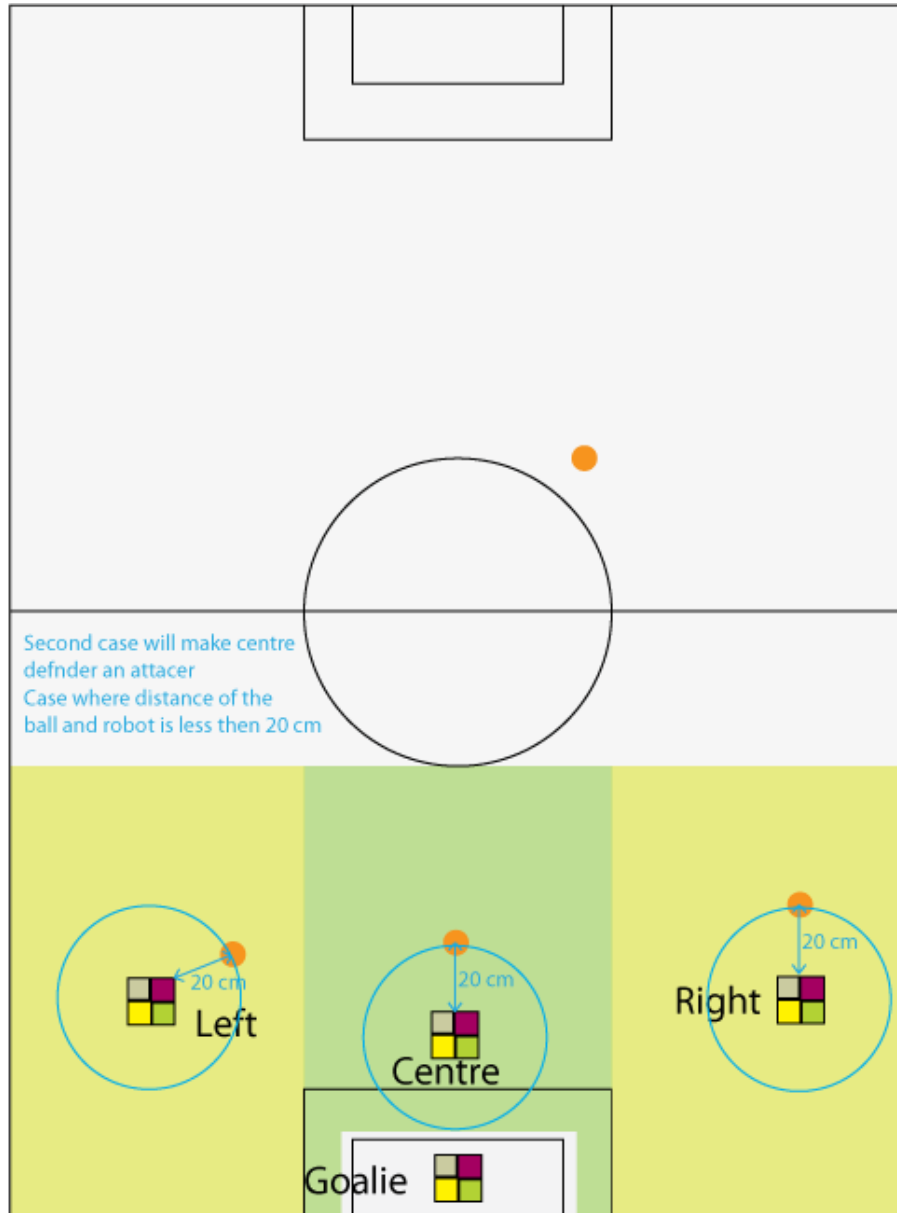 Second case will make centre
defnder an attacer
Case where distance of the
ball and robot is less then 20 cm
20 cm
20 cm
20 cm
Left
Right
Centre
Goalie